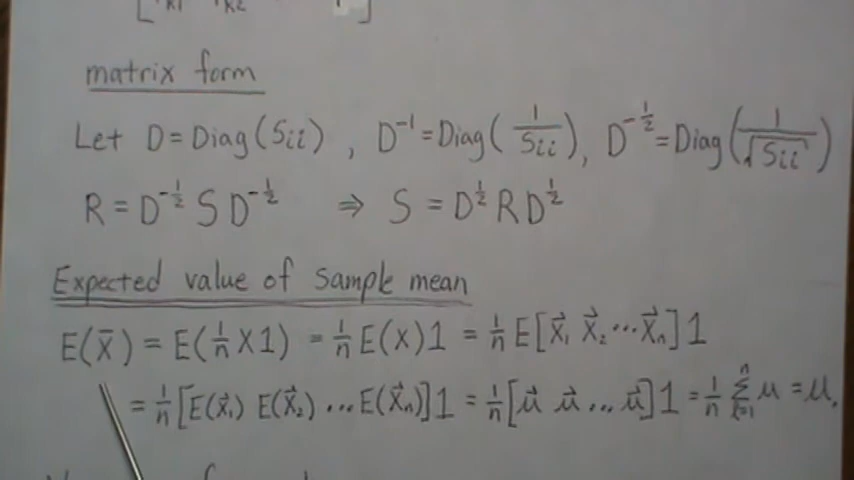 matrix form
Let D = Diag(Sii) , D⁻¹ = Diag(1/Sii), D^(-1/2) = Diag(1/√Sii)
R = D^(-1/2) S D^(-1/2) ⇒ S = D^(1/2) R D^(1/2)
Expected value of sample mean
E(x̄) = E(1/n X1) = 1/n E(X)1 = 1/n E[x⃗₁ x⃗₂ ⋯ x⃗ₙ]1
= 1/n [E(x⃗₁) E(x⃗₂) ... E(x⃗ₙ)]1 = 1/n [μ⃗ μ⃗ ... μ⃗]1 = 1/n ∑ⁿᵢ₌₁ μ = μ.